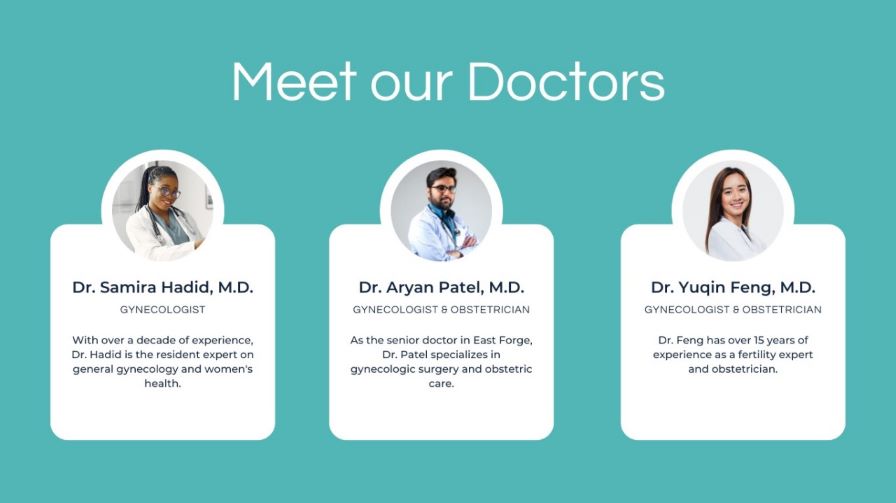 Meet our Doctors
Dr. Samira Hadid, M.D.
GYNECOLOGIST
With over a decade of experience,
Dr. Hadid is the resident expert on
general gynecology and women's
health.
Dr. Aryan Patel, M.D.
GYNECOLOGIST & OBSTETRICIAN
As the senior doctor in East Forge,
Dr. Patel specializes in
gynecologic surgery and obstetric
care.
Dr. Yuqin Feng, M.D.
GYNECOLOGIST & OBSTETRICIAN
Dr. Feng has over 15 years of
experience as a fertility expert
and obstetrician.